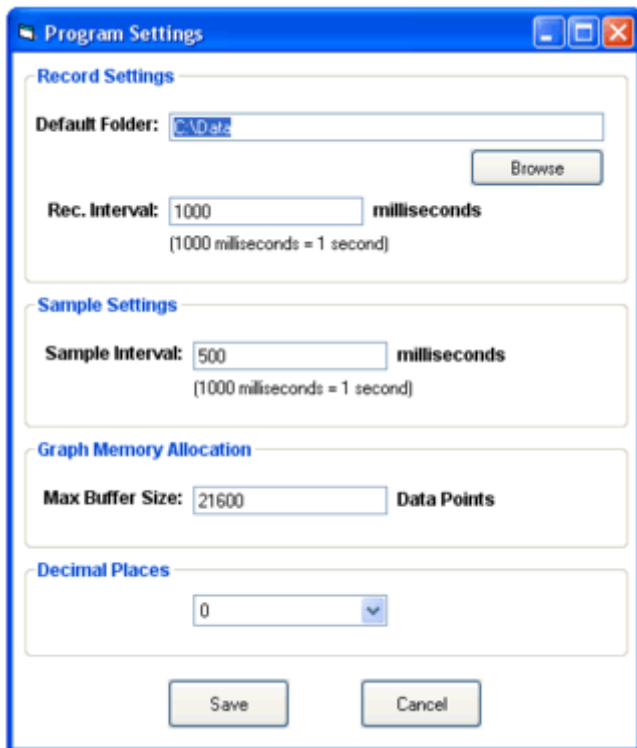 Program Settings
Record Settings
Default Folder: C:\Data
Browse
Rec. Interval: 1000 milliseconds
(1000 milliseconds = 1 second)
Sample Settings
Sample Interval: 500 milliseconds
(1000 milliseconds = 1 second)
Graph Memory Allocation
Max Buffer Size: 21600 Data Points
Decimal Places
0
Save Cancel